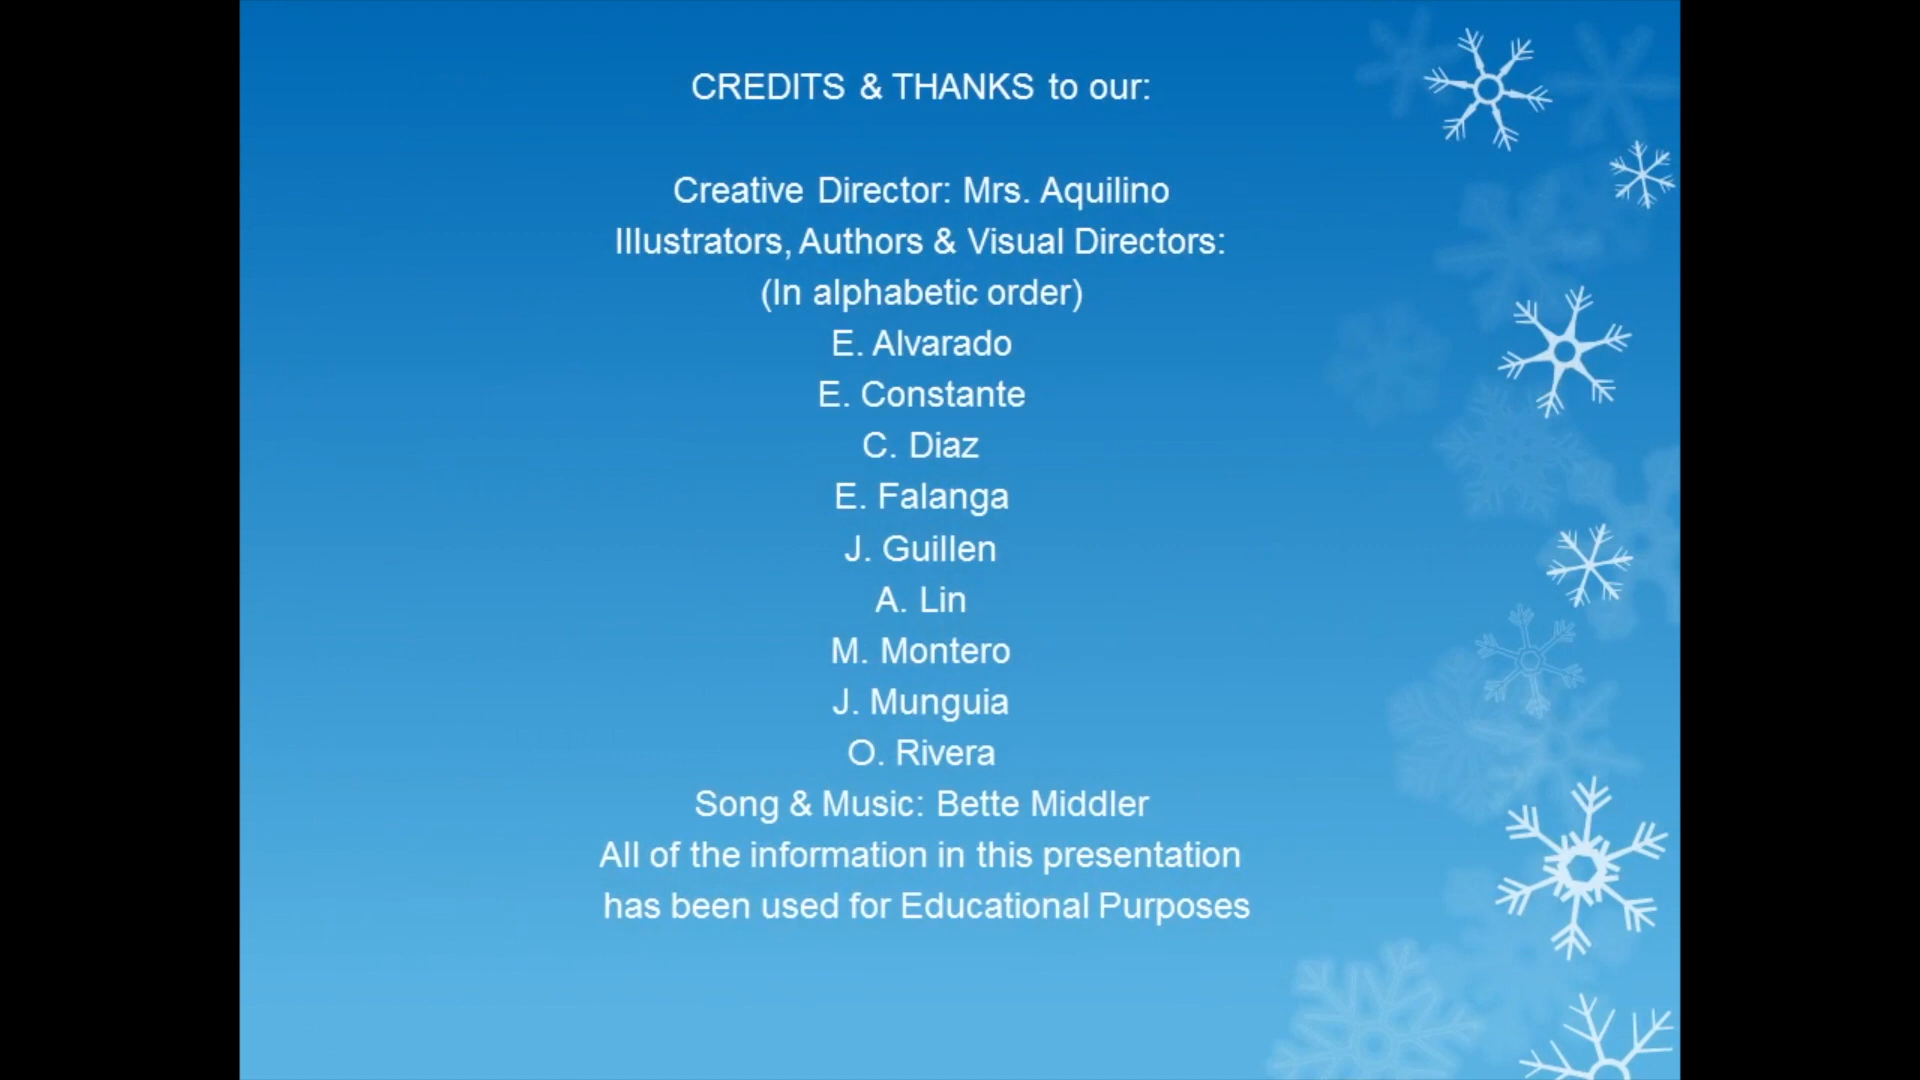 CREDITS & THANKS to our:
Creative Director: Mrs. Aquilino
Illustrators, Authors & Visual Directors:
(In alphabetic order)
E. Alvarado
E. Constante
C. Diaz
E. Falanga
J. Guillen
A. Lin
M. Montero
J. Munguia
O. Rivera
Song & Music: Bette Middler
All of the information in this presentation
has been used for Educational Purposes